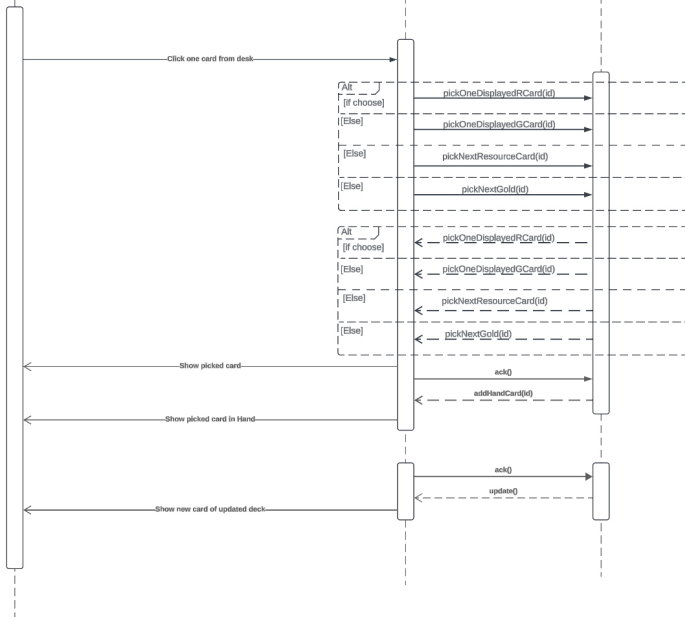 Click one card from desk
Alt
pickOneDisplayedRCard(id)
[if choose]
[Else]
pickOneDisplayedGCard(id)
[Else]
pickNextResourceCard(id)
[Else]
pickNextGold(id)
Alt
pickOneDisplayedRCard(id)
[if choose]
[Else]
pickOneDisplayedGCard(id)
[Else]
pickNextResourceCard(id)
[Else]
pickNextGold(id)
Show picked card
ack()
addHandCard(id)
Show picked card in Hand
ack()
update()
Show new card of updated deck